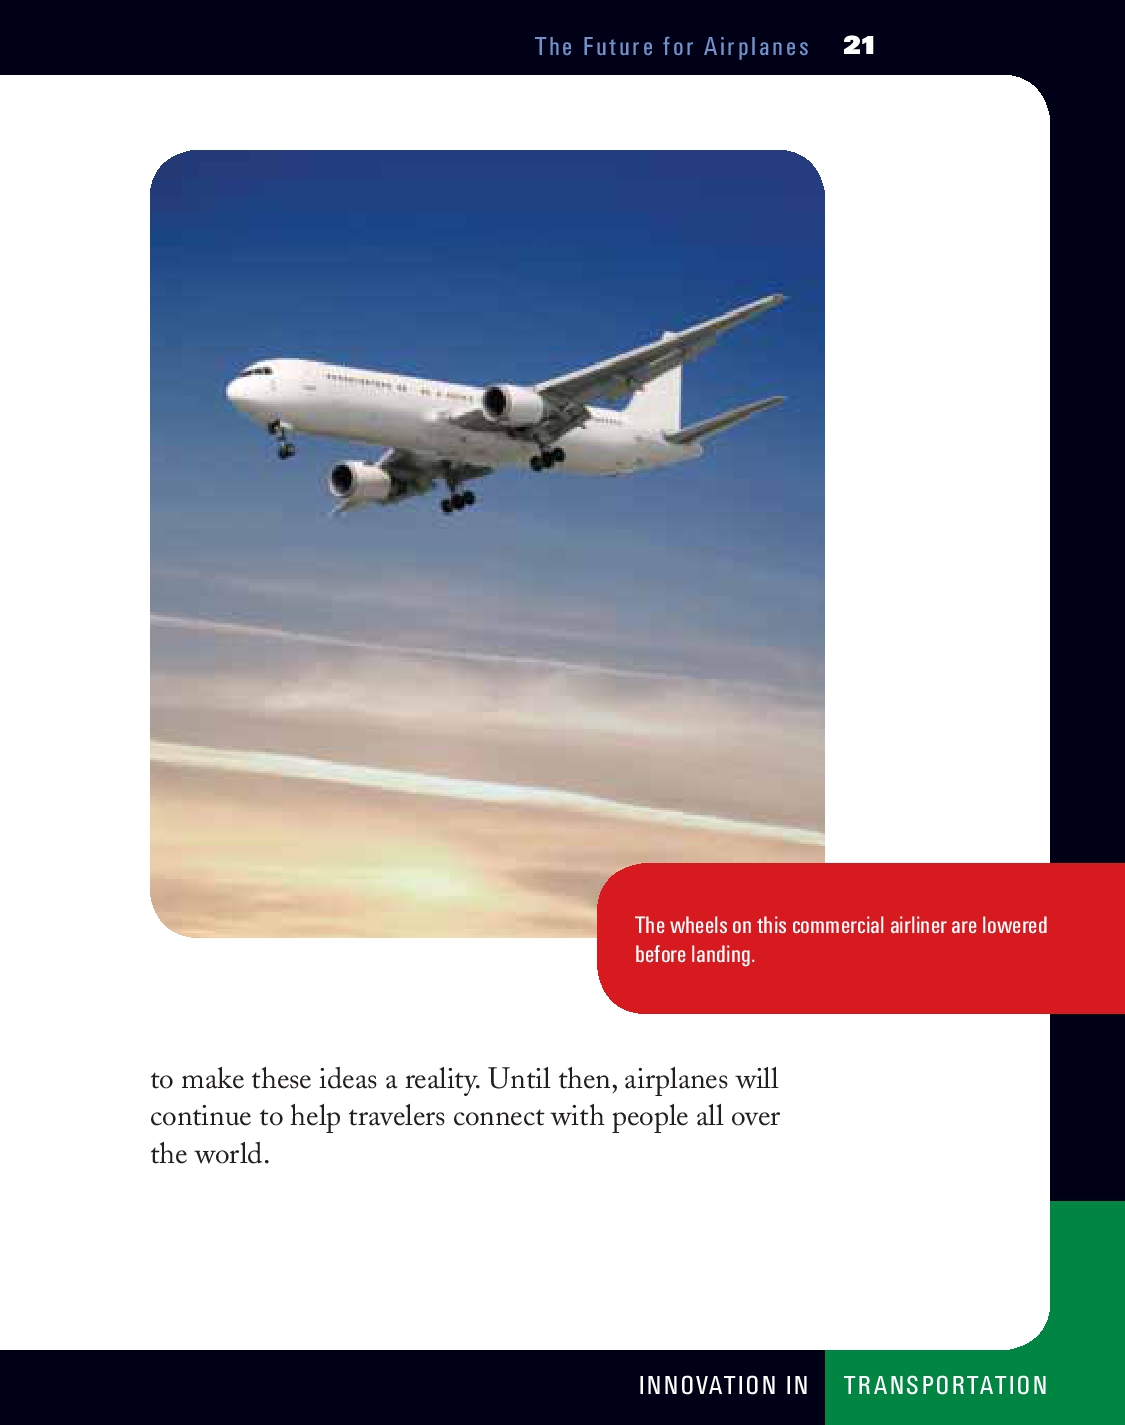 The Future for Airplanes 21
The wheels on this commercial airliner are lowered
before landing.
to make these ideas a reality. Until then, airplanes will
continue to help travelers connect with people all over
the world.
INNOVATION IN TRANSPORTATION